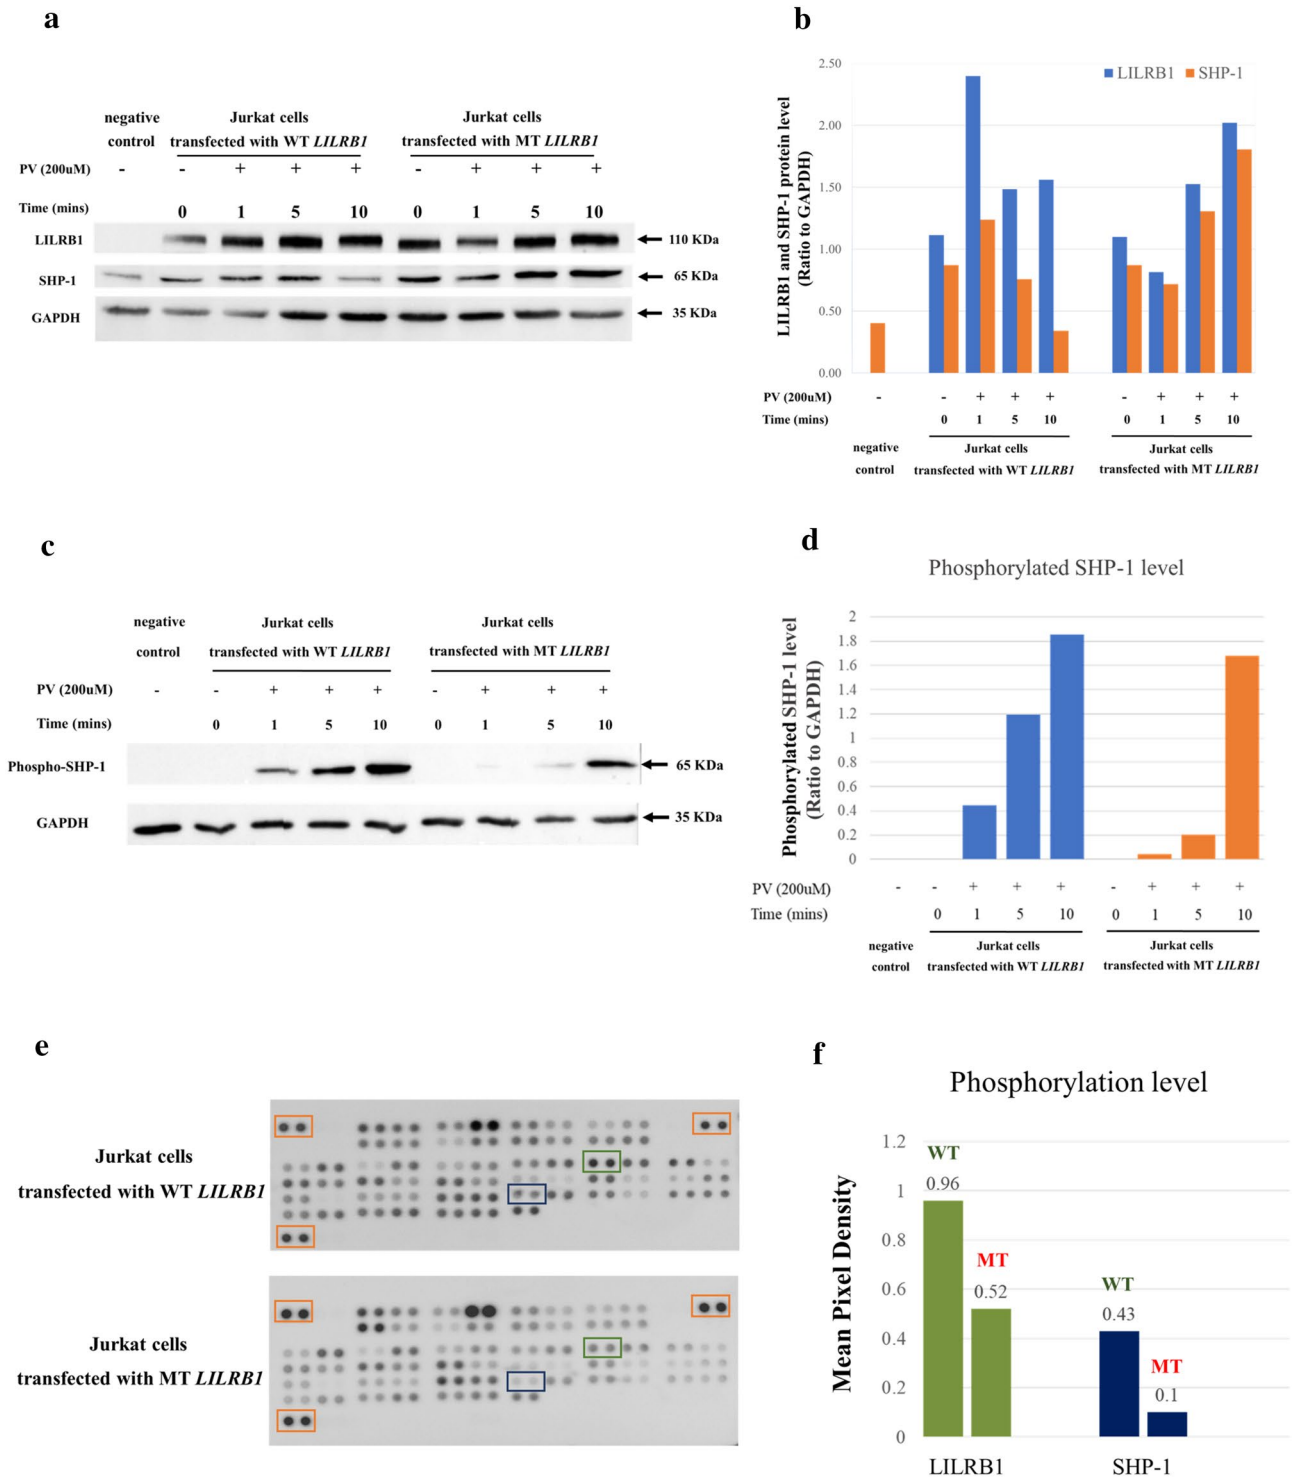 a
negative control
Jurkat cells
transfected with WT LILRB1
Jurkat cells
transfected with MT LILRB1
PV (200uM) - - + + + - + + +
Time (mins) 0 1 5 10 0 1 5 10
LILRB1 110 KDa
SHP-1 65 KDa
GAPDH 35 KDa
b
LILRB1 SHP-1
LILRB1 and SHP-1 protein level
(Ratio to GAPDH)
2.50
2.00
1.50
1.00
0.50
0.00
PV (200uM) - - + + + - + + +
Time (mins) 0 1 5 10 0 1 5 10
negative control
Jurkat cells
transfected with WT LILRB1
Jurkat cells
transfected with MT LILRB1
c
negative control
Jurkat cells
transfected with WT LILRB1
Jurkat cells
transfected with MT LILRB1
PV (200uM) - - + + + - + + +
Time (mins) 0 1 5 10 0 1 5 10
Phospho-SHP-1 65 KDa
GAPDH 35 KDa
d
Phosphorylated SHP-1 level
Phosphorylated SHP-1 level
(Ratio to GAPDH)
2
1.8
1.6
1.4
1.2
1
0.8
0.6
0.4
0.2
0
PV (200uM) - - + + + - + + +
Time (mins) 0 1 5 10 0 1 5 10
negative control
Jurkat cells
transfected with WT LILRB1
Jurkat cells
transfected with MT LILRB1
e
Jurkat cells
transfected with WT LILRB1
Jurkat cells
transfected with MT LILRB1
f
Phosphorylation level
Mean Pixel Density
1.2
1
0.8
0.6
0.4
0.2
0
WT
0.96
MT
0.52
WT
0.43
MT
0.1
LILRB1 SHP-1